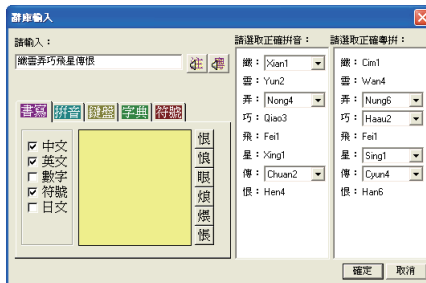 辭庫輸入
請輸入：
纖雲弄巧飛星傳恨
書寫 拼音 鍵盤 字典 符號
中文
英文
數字
符號
日文
恨
悢
眼
烺
煨
悵
請選取正確拼音：
纖： Xian1
雲： Yun2
弄： Nong4
巧： Qiao3
飛： Fei1
星： Xing1
傳： Chuan2
恨： Hen4
請選取正確粵拼：
纖： Cim1
雲： Wan4
弄： Nung6
巧： Haau2
飛： Fei1
星： Sing1
傳： Cyun4
恨： Han6
確定 取消